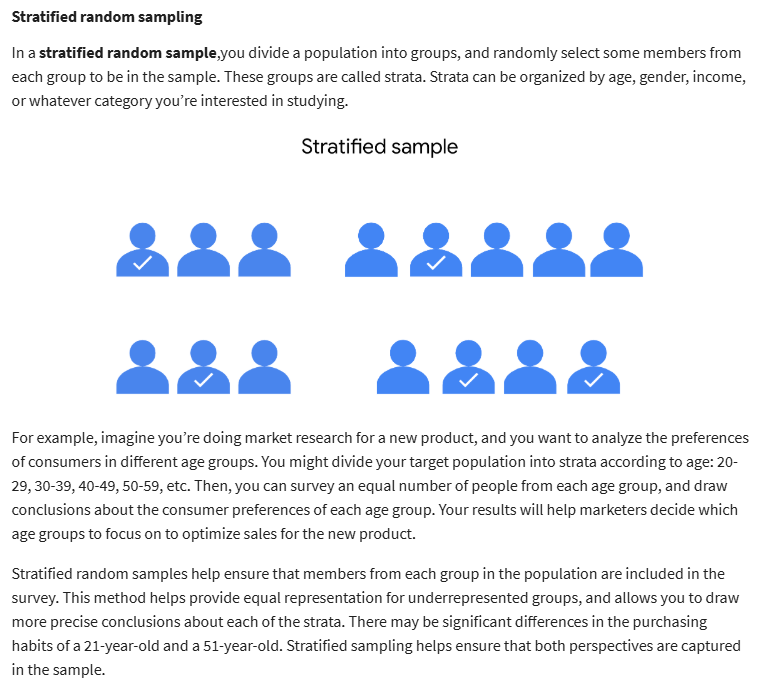 Stratified random sampling
In a stratified random sample,you divide a population into groups, and randomly select some members from
each group to be in the sample. These groups are called strata. Strata can be organized by age, gender, income,
or whatever category you’re interested in studying.
Stratified sample
For example, imagine you’re doing market research for a new product, and you want to analyze the preferences
of consumers in different age groups. You might divide your target population into strata according to age: 20-
29, 30-39, 40-49, 50-59, etc. Then, you can survey an equal number of people from each age group, and draw
conclusions about the consumer preferences of each age group. Your results will help marketers decide which
age groups to focus on to optimize sales for the new product.
Stratified random samples help ensure that members from each group in the population are included in the
survey. This method helps provide equal representation for underrepresented groups, and allows you to draw
more precise conclusions about each of the strata. There may be significant differences in the purchasing
habits of a 21-year-old and a 51-year-old. Stratified sampling helps ensure that both perspectives are captured
in the sample.